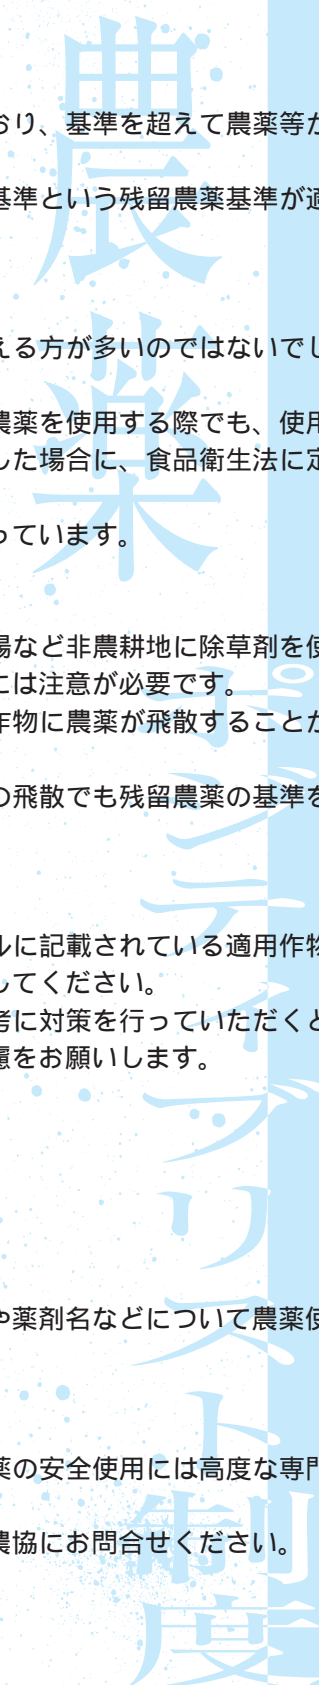 農薬
ポジティブリスト制度
おり、基準を超えて農薬等が
基準という残留農薬基準が適
える方が多いのではないでし
農薬を使用する際でも、使用
した場合に、食品衛生法に定
っています。
場など非農耕地に除草剤を使
には注意が必要です。
作物に農薬が飛散することが
の飛散でも残留農薬の基準を
ルに記載されている適用作物
してください。
考に対策を行っていただくと
慮をお願いします。
や薬剤名などについて農薬使
薬の安全使用には高度な専門
農協にお問合せください。